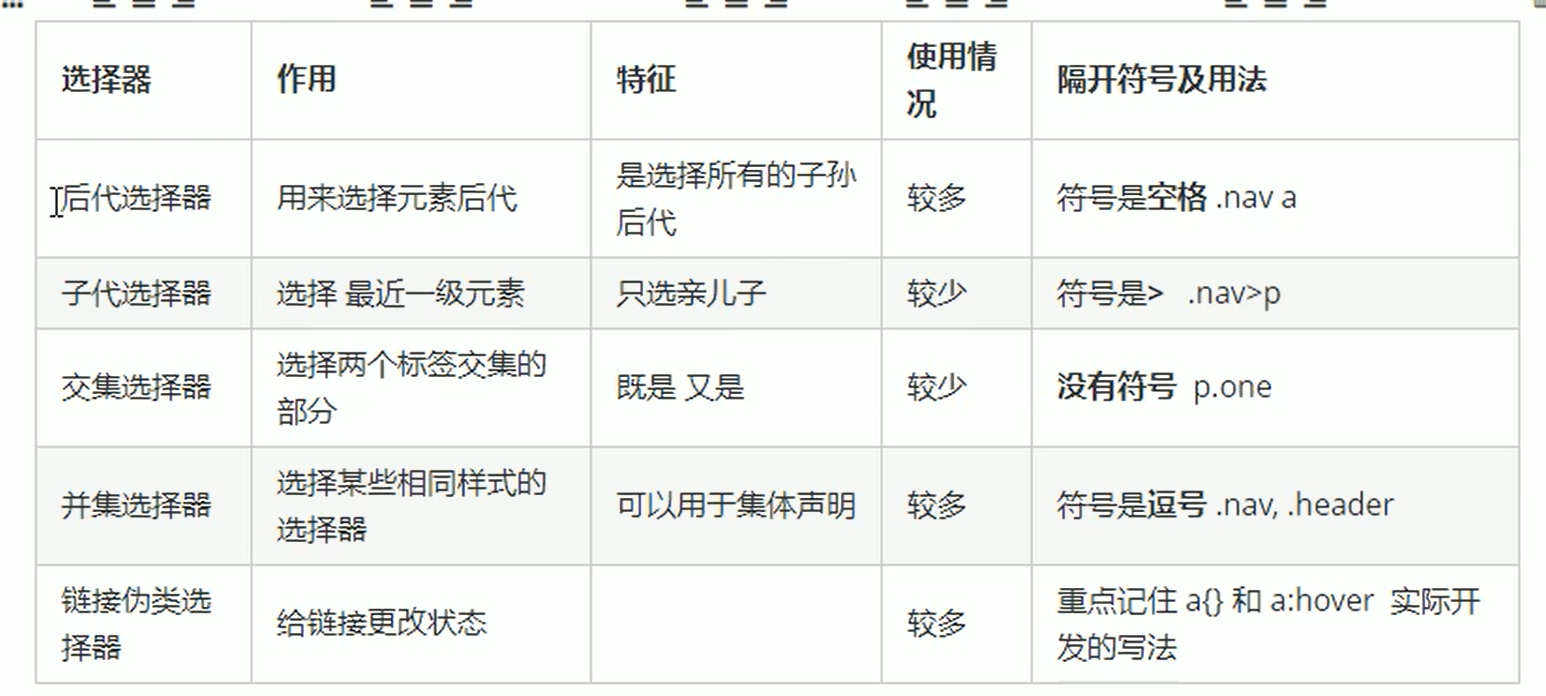 选择器 作用 特征 使用情况 隔开符号及用法
后代选择器 用来选择元素后代 是选择所有的子孙后代 较多 符号是空格 .nav a
子代选择器 选择 最近一级元素 只选亲儿子 较少 符号是> .nav>p
交集选择器 选择两个标签交集的部分 既是 又是 较少 没有符号 p.one
并集选择器 选择某些相同样式的选择器 可以用于集体声明 较多 符号是逗号 .nav, .header
链接伪类选择器 给链接更改状态 较多 重点记住 a{} 和 a:hover 实际开发的写法